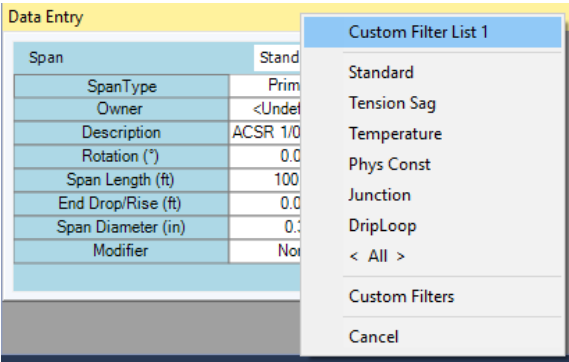 Data Entry
Span Stand
SpanType Prim
Owner <Undef
Description ACSR 1/0
Rotation (°) 0.0
Span Length (ft) 100
End Drop/Rise (ft) 0.0
Span Diameter (in) 0.
Modifier No
Custom Filter List 1
Standard
Tension Sag
Temperature
Phys Const
Junction
DripLoop
< All >
Custom Filters
Cancel